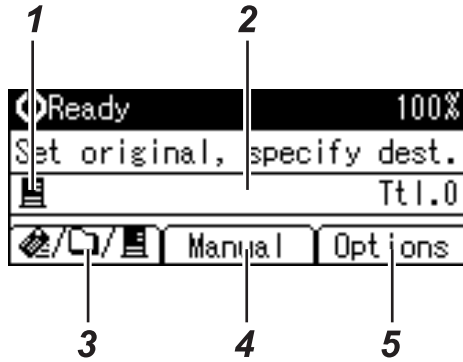 1 2
Ready 100%
Set original, specify dest.
Ttl.0
/ / Manual Options
3 4 5